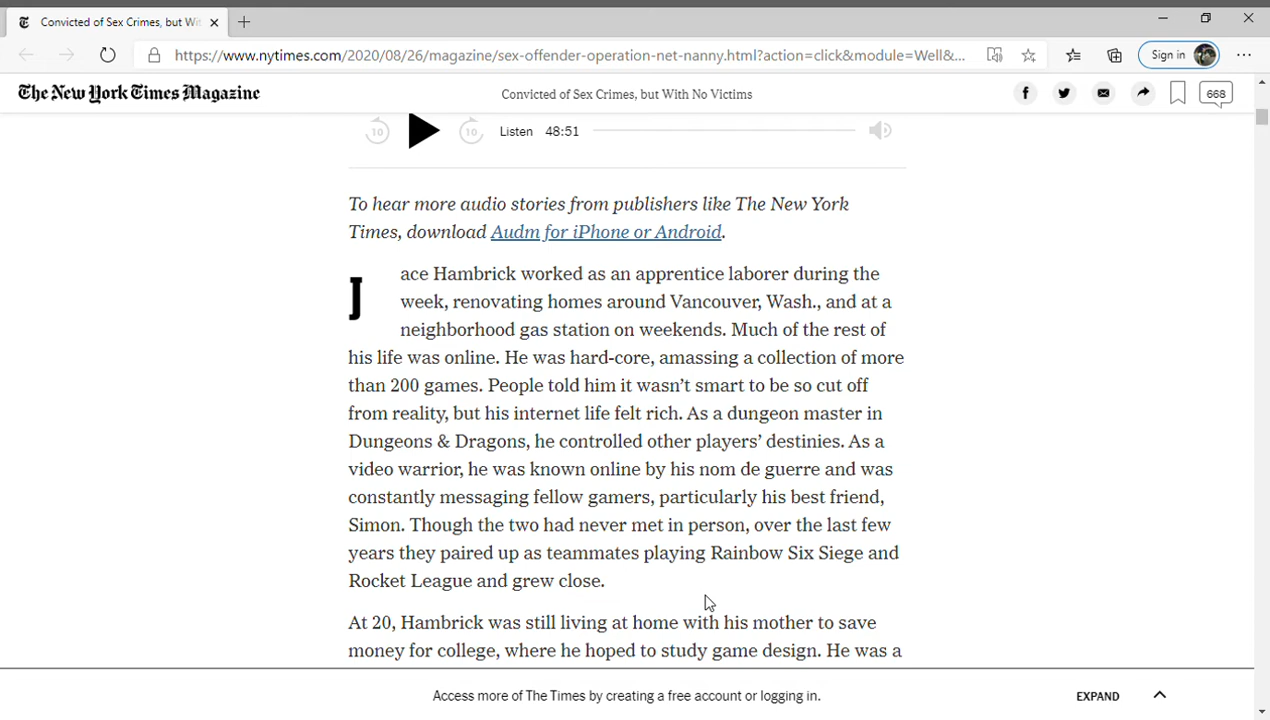 Convicted of Sex Crimes, but Wit
https://www.nytimes.com/2020/08/26/magazine/sex-offender-operation-net-nanny.html?action=click&module=Well&...
Sign in
The New York Times Magazine
Convicted of Sex Crimes, but With No Victims
668
10
10
Listen 48:51
To hear more audio stories from publishers like The New York
Times, download Audm for iPhone or Android.
Jace Hambrick worked as an apprentice laborer during the
week, renovating homes around Vancouver, Wash., and at a
neighborhood gas station on weekends. Much of the rest of
his life was online. He was hard-core, amassing a collection of more
than 200 games. People told him it wasn’t smart to be so cut off
from reality, but his internet life felt rich. As a dungeon master in
Dungeons & Dragons, he controlled other players’ destinies. As a
video warrior, he was known online by his nom de guerre and was
constantly messaging fellow gamers, particularly his best friend,
Simon. Though the two had never met in person, over the last few
years they paired up as teammates playing Rainbow Six Siege and
Rocket League and grew close.
At 20, Hambrick was still living at home with his mother to save
money for college, where he hoped to study game design. He was a
Access more of The Times by creating a free account or logging in.
EXPAND